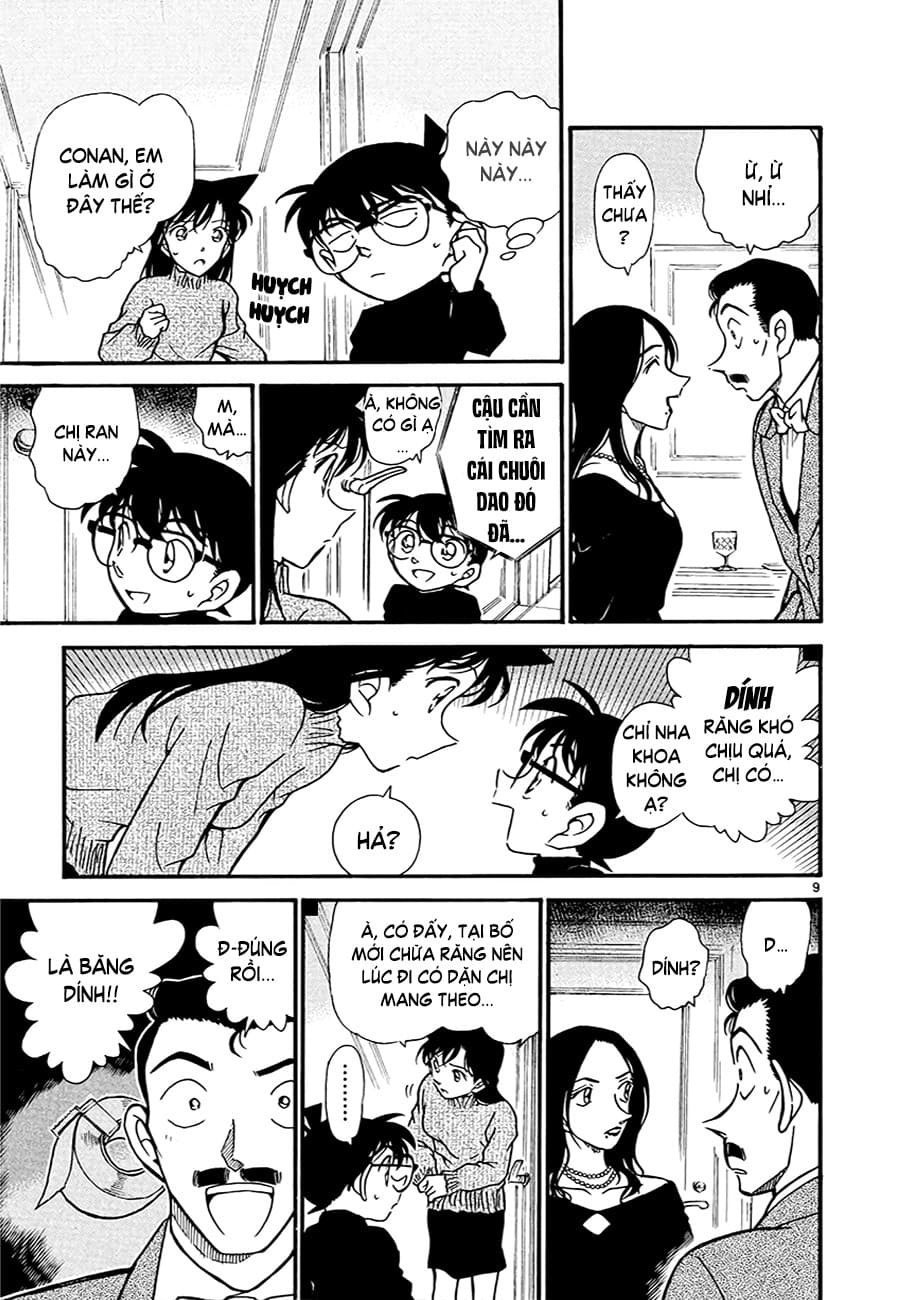 Ừ, Ừ
NHỈ...
THẤY
CHƯA
?
NÀY NÀY
NÀY...
HUỴCH
HUỴCH
CONAN, EM
LÀM GÌ Ở
ĐÂY THẾ?
CẬU CẦN
TÌM RA
CÁI CHUÔI
DAO ĐÓ
ĐÃ...
À, KHÔNG
CÓ GÌ Ạ
...
M,
MÀ...
CHỊ RAN
NÀY...
DÍNH
RĂNG KHÓ
CHỊU QUÁ,
CHỊ CÓ...
CHỈ NHA
KHOA
KHÔNG
Ạ?
HẢ?
9
D...
DÍNH?
À, CÓ ĐẤY, TẠI BỐ
MỚI CHỮA RĂNG NÊN
LÚC ĐI CÓ DẶN CHỊ
MANG THEO...
.........
Đ-ĐÚNG
RỒI...
LÀ BĂNG
DÍNH!!